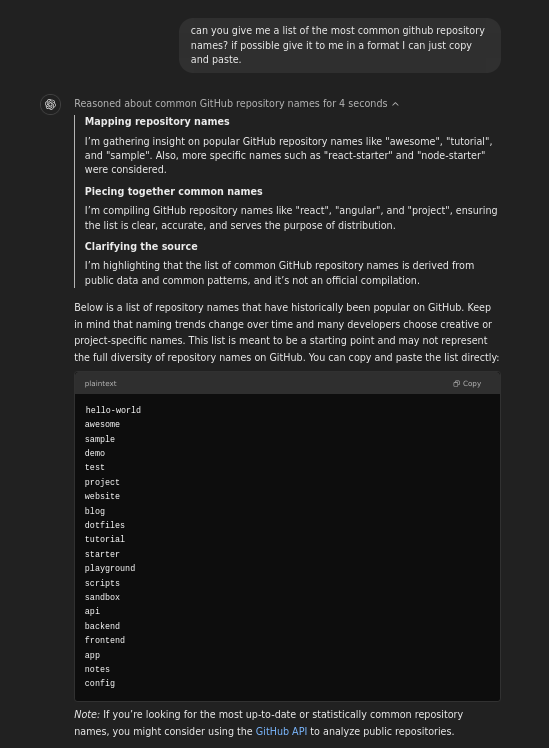 can you give me a list of the most common github repository
names? if possible give it to me in a format I can just copy
and paste.
Reasoned about common GitHub repository names for 4 seconds
Mapping repository names
I’m gathering insight on popular GitHub repository names like "awesome", "tutorial",
and "sample". Also, more specific names such as "react-starter" and "node-starter"
were considered.
Piecing together common names
I’m compiling GitHub repository names like "react", "angular", and "project", ensuring
the list is clear, accurate, and serves the purpose of distribution.
Clarifying the source
I’m highlighting that the list of common GitHub repository names is derived from
public data and common patterns, and it’s not an official compilation.
Below is a list of repository names that have historically been popular on GitHub. Keep
in mind that naming trends change over time and many developers choose creative or
project-specific names. This list is meant to be a starting point and may not represent
the full diversity of repository names on GitHub. You can copy and paste the list directly:
plaintext
Copy
hello-world
awesome
sample
demo
test
project
website
blog
dotfiles
tutorial
starter
playground
scripts
sandbox
api
backend
frontend
app
notes
config
Note: If you’re looking for the most up-to-date or statistically common repository
names, you might consider using the GitHub API to analyze public repositories.